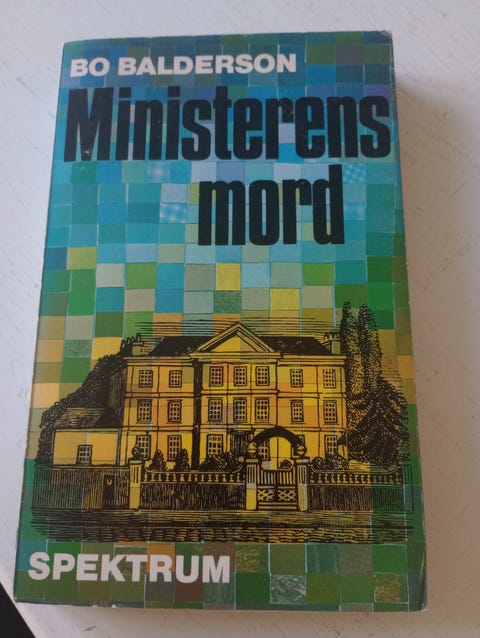 BO BALDERSON
Ministerens
mord
SPEKTRUM